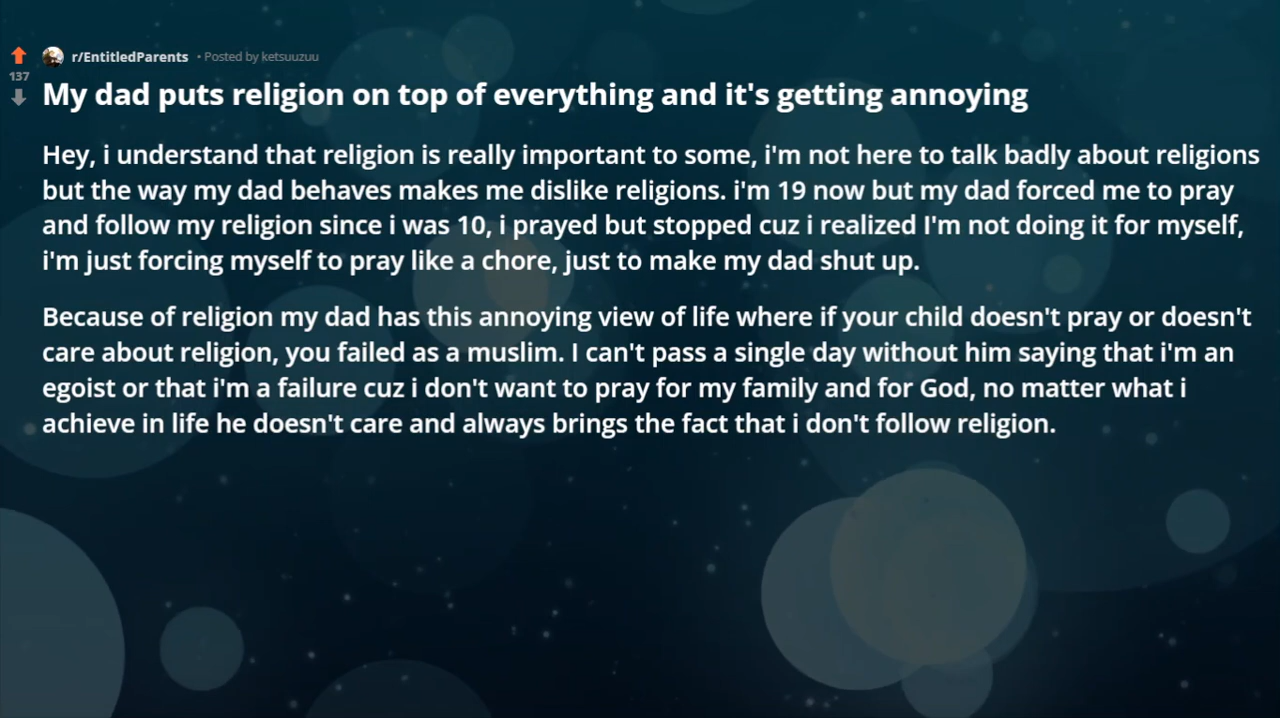 r/EntitledParents • Posted by ketsuuzuu
137
My dad puts religion on top of everything and it's getting annoying
Hey, i understand that religion is really important to some, i'm not here to talk badly about religions
but the way my dad behaves makes me dislike religions. i'm 19 now but my dad forced me to pray
and follow my religion since i was 10, i prayed but stopped cuz i realized I'm not doing it for myself,
i'm just forcing myself to pray like a chore, just to make my dad shut up.
Because of religion my dad has this annoying view of life where if your child doesn't pray or doesn't
care about religion, you failed as a muslim. I can't pass a single day without him saying that i'm an
egoist or that i'm a failure cuz i don't want to pray for my family and for God, no matter what i
achieve in life he doesn't care and always brings the fact that i don't follow religion.